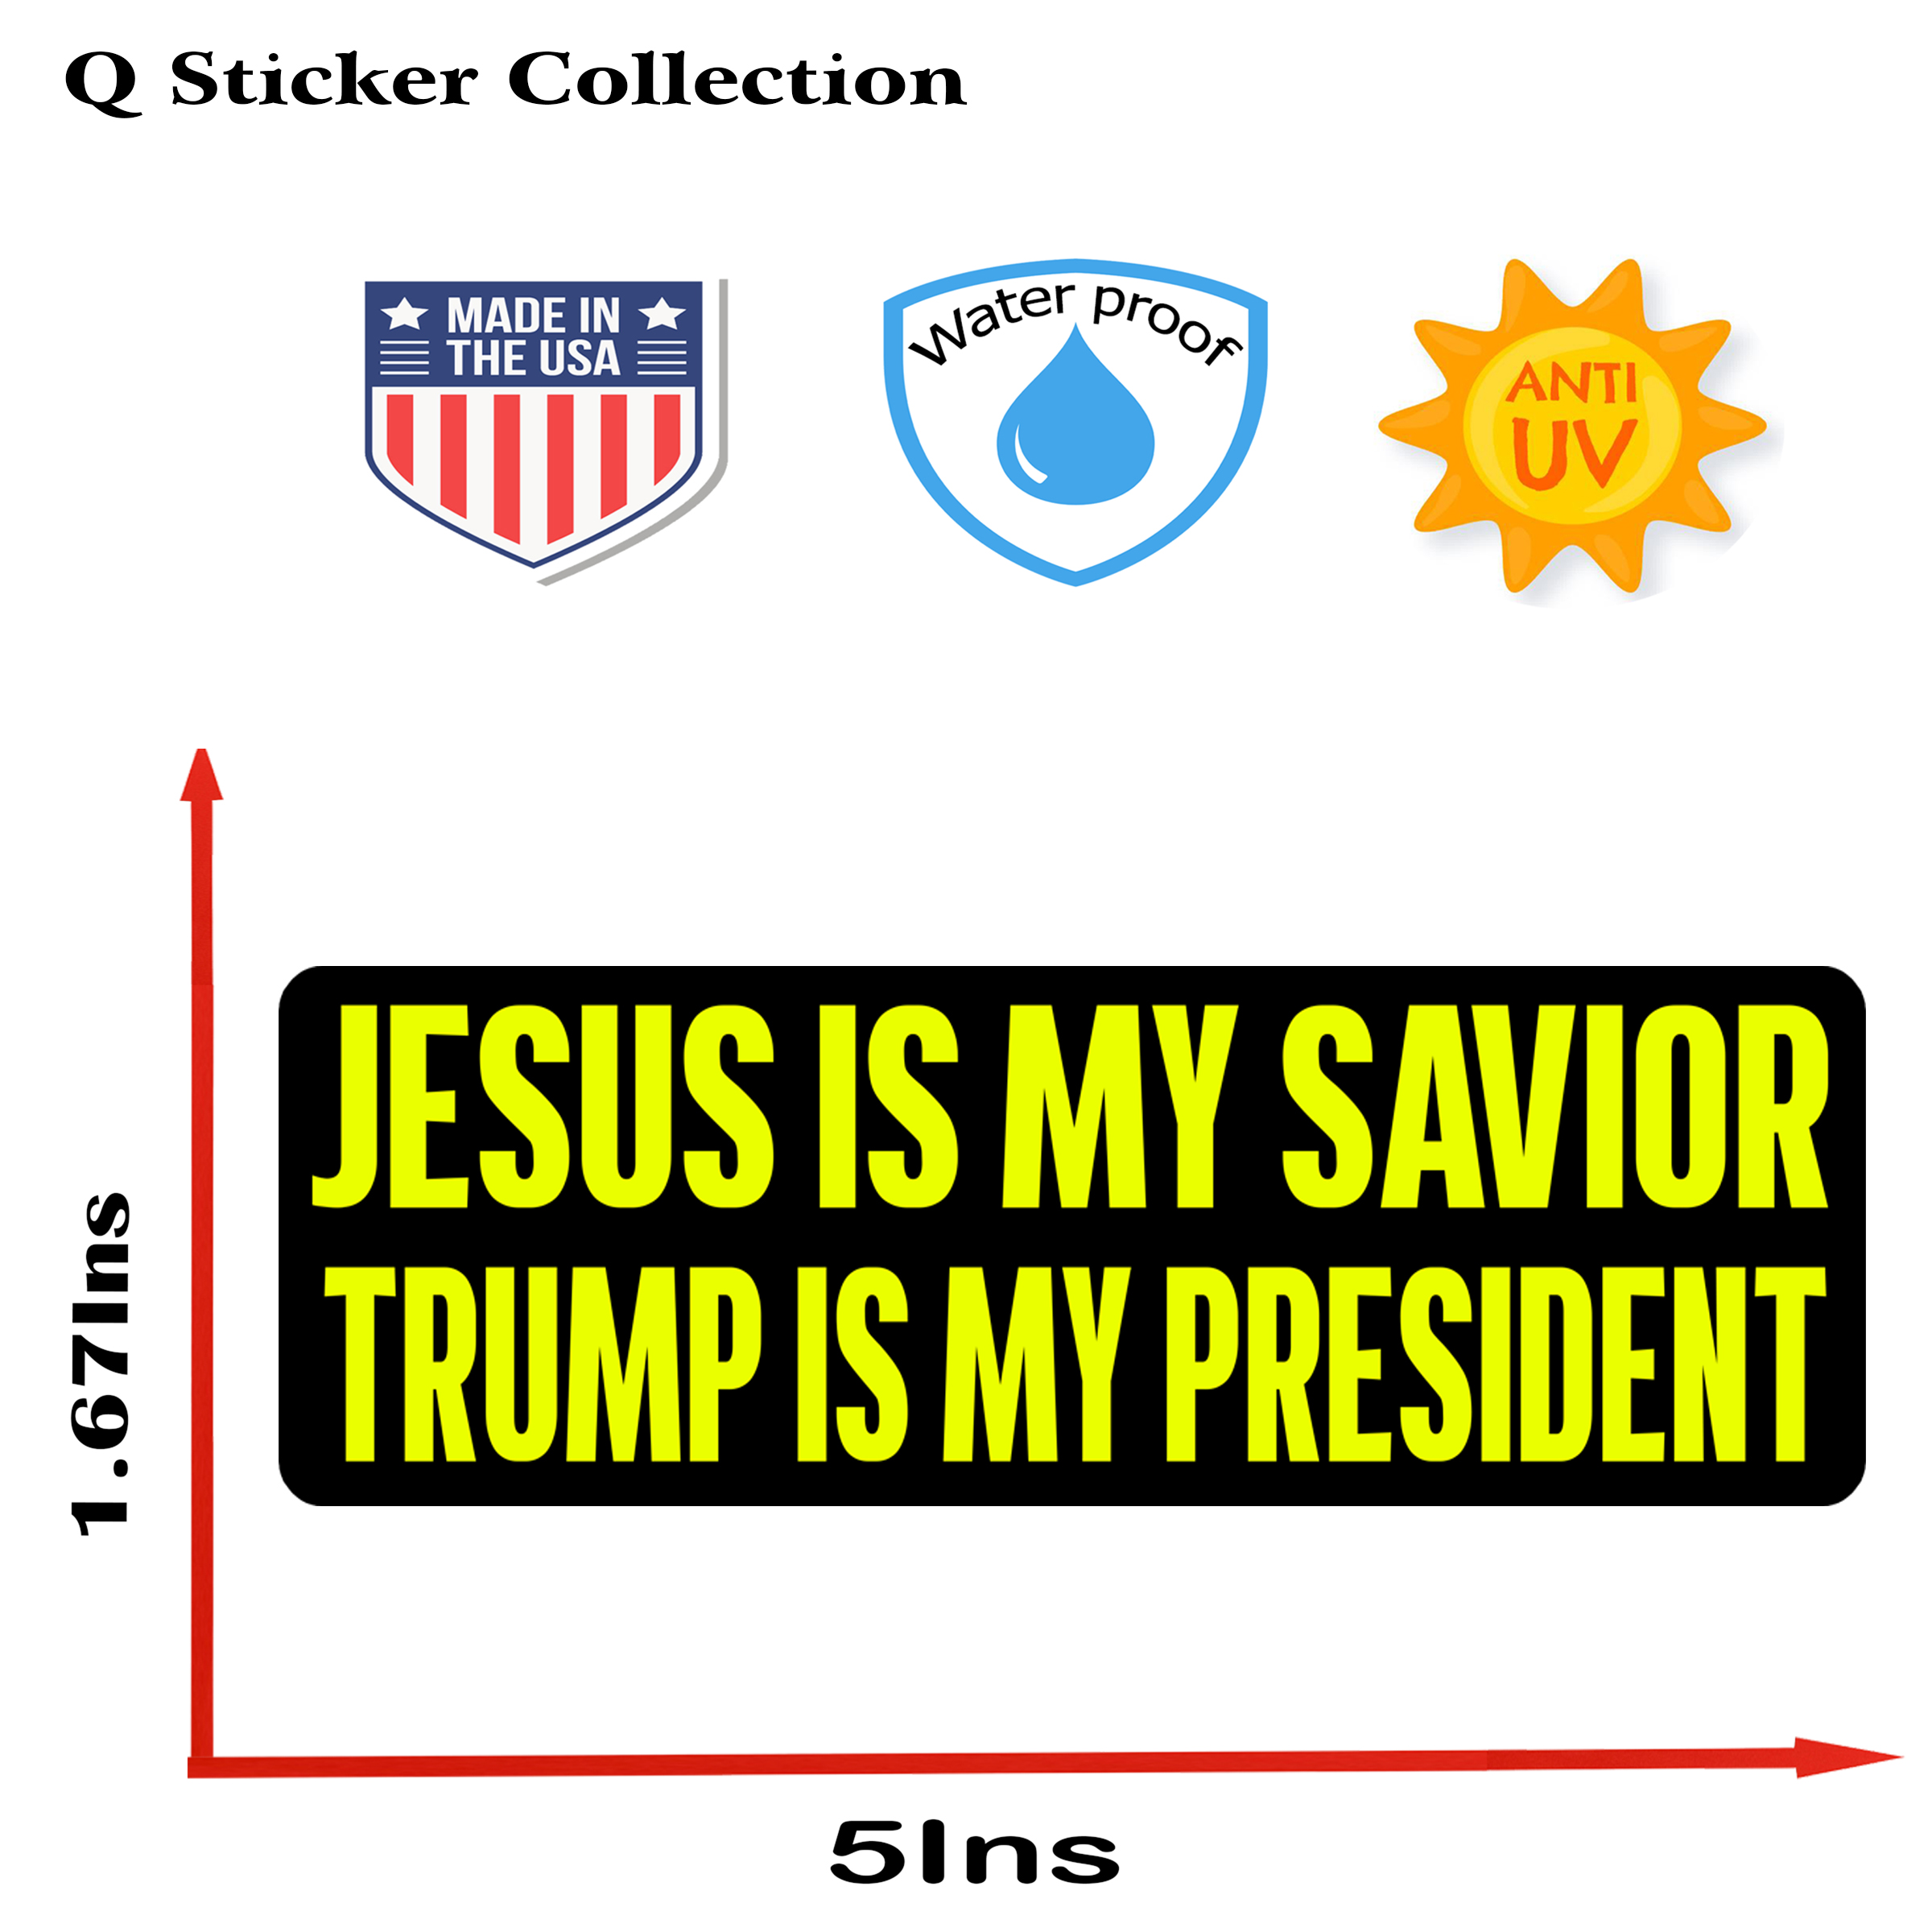 Q Sticker Collection
MADE IN
THE USA
Water proof
ANTI
UV
1.67Ins
JESUS IS MY SAVIOR
TRUMP IS MY PRESIDENT
5Ins